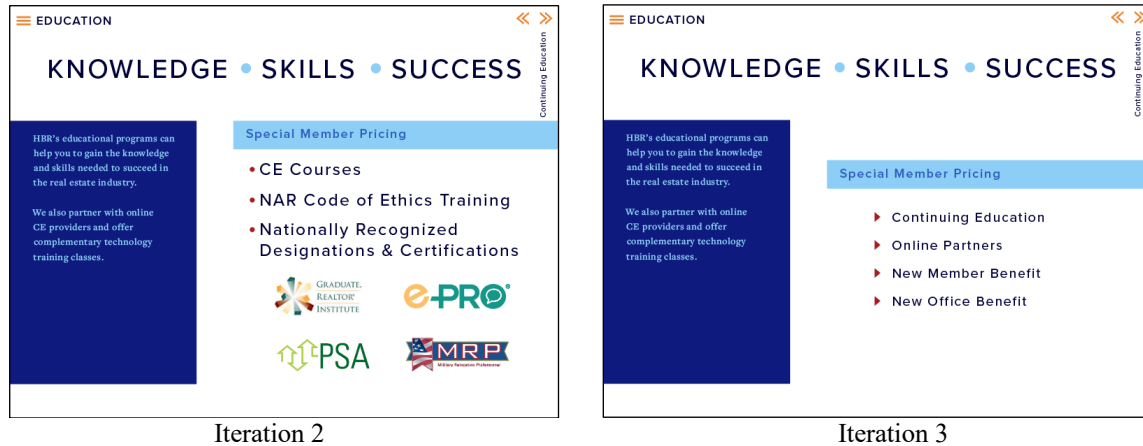 EDUCATION
Continuing Education
KNOWLEDGE • SKILLS • SUCCESS
HBR's educational programs can
help you to gain the knowledge
and skills needed to succeed in
the real estate industry.
We also partner with online
CE providers and offer
complementary technology
training classes.
Special Member Pricing
• CE Courses
• NAR Code of Ethics Training
• Nationally Recognized
Designations & Certifications
GRADUATE,
REALTOR®
INSTITUTE
e-PRO®
PSA
MRP
Military Relocation Professional
Iteration 2
EDUCATION
Continuing Education
KNOWLEDGE • SKILLS • SUCCESS
HBR's educational programs can
help you to gain the knowledge
and skills needed to succeed in
the real estate industry.
We also partner with online
CE providers and offer
complementary technology
training classes.
Special Member Pricing
Continuing Education
Online Partners
New Member Benefit
New Office Benefit
Iteration 3